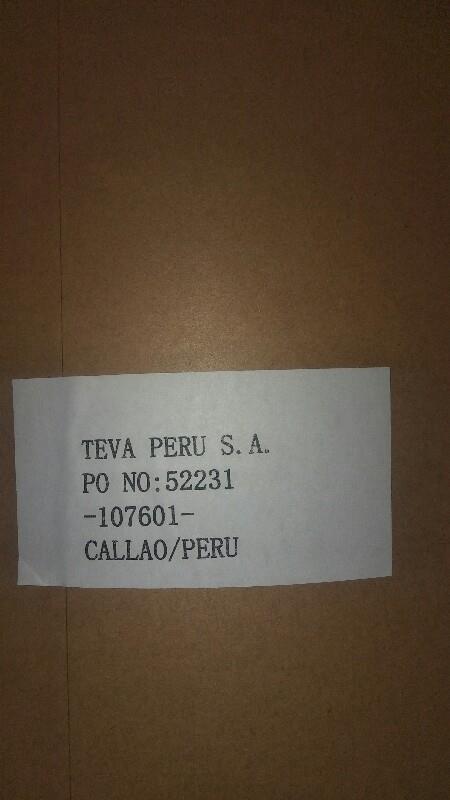 TEVA PERU S.A.
PO NO:52231
-107601-
CALLAO/PERU